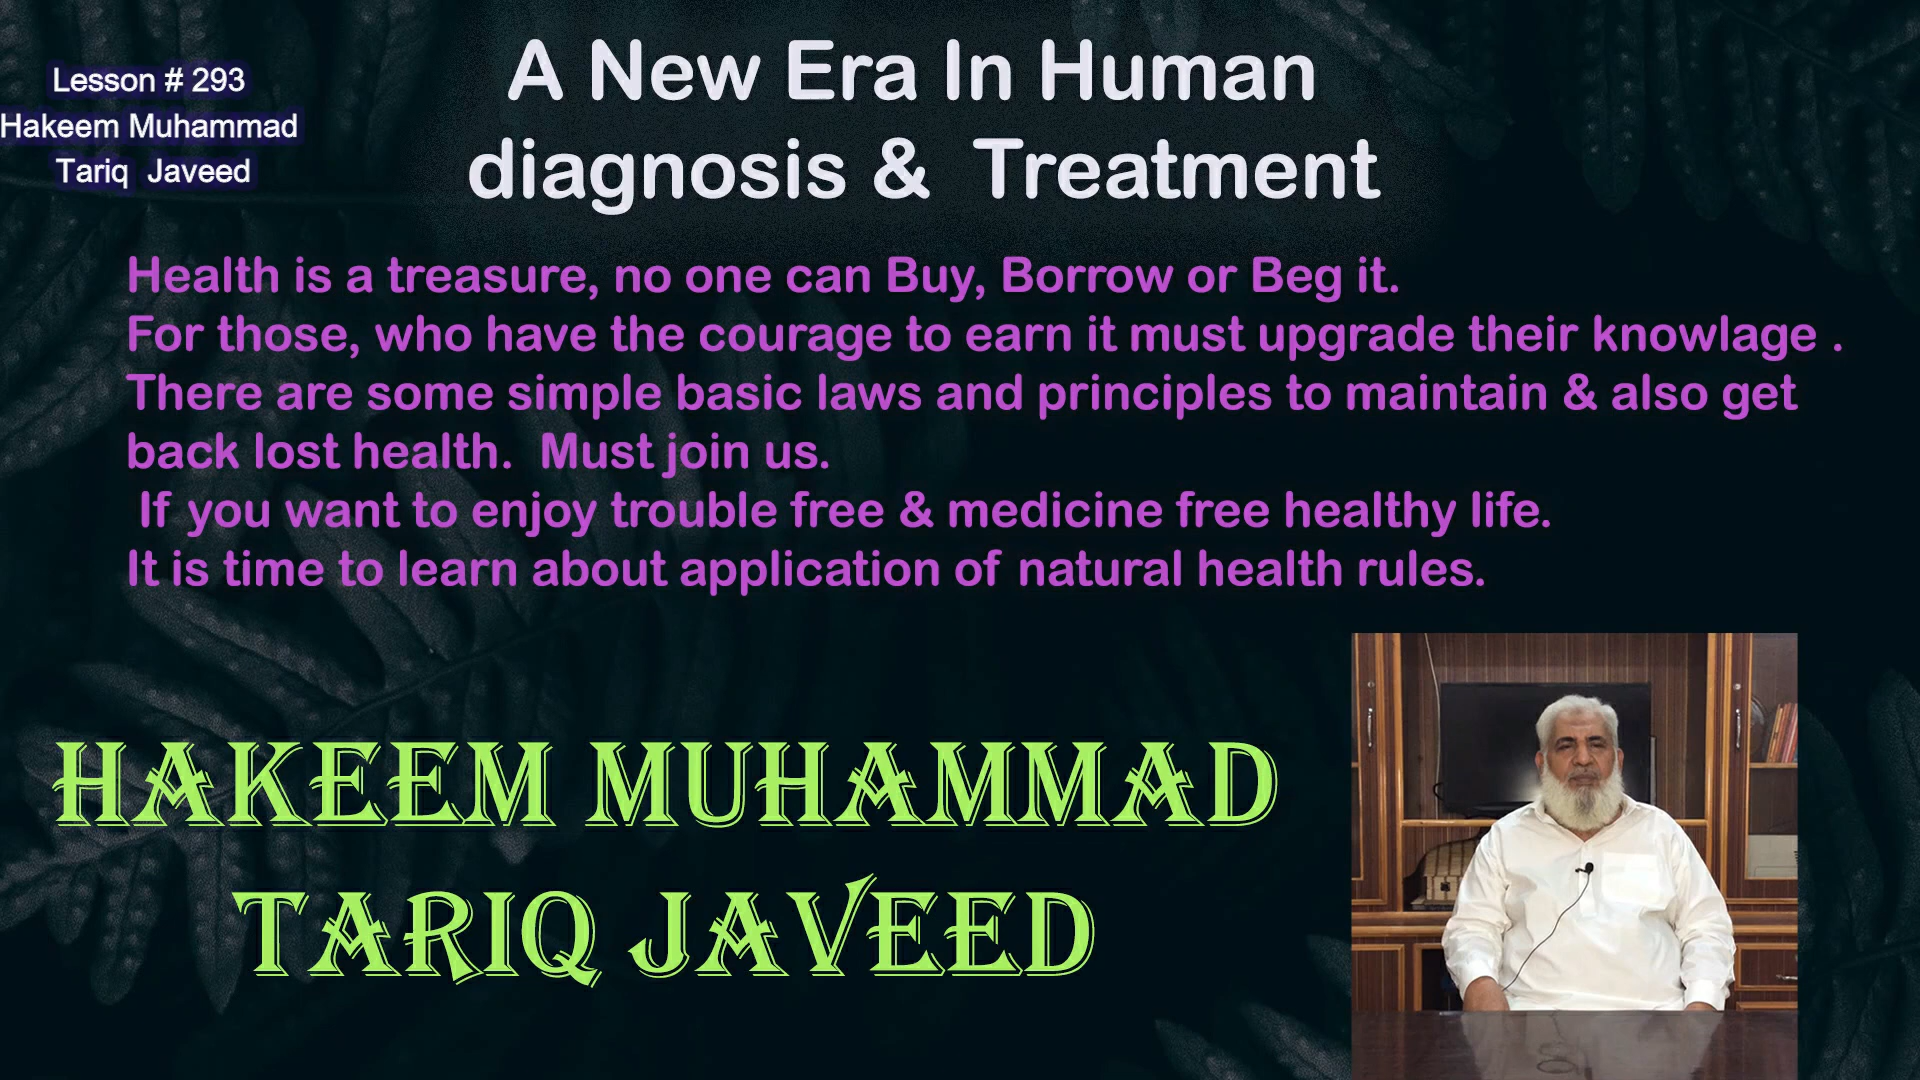 Lesson # 293
Hakeem Muhammad
Tariq Javeed
A New Era In Human
diagnosis & Treatment
Health is a treasure, no one can Buy, Borrow or Beg it.
For those, who have the courage to earn it must upgrade their knowlage .
There are some simple basic laws and principles to maintain & also get
back lost health. Must join us.
If you want to enjoy trouble free & medicine free healthy life.
It is time to learn about application of natural health rules.
HAKEEM MUHAMMAD
TARIQ JAVEED